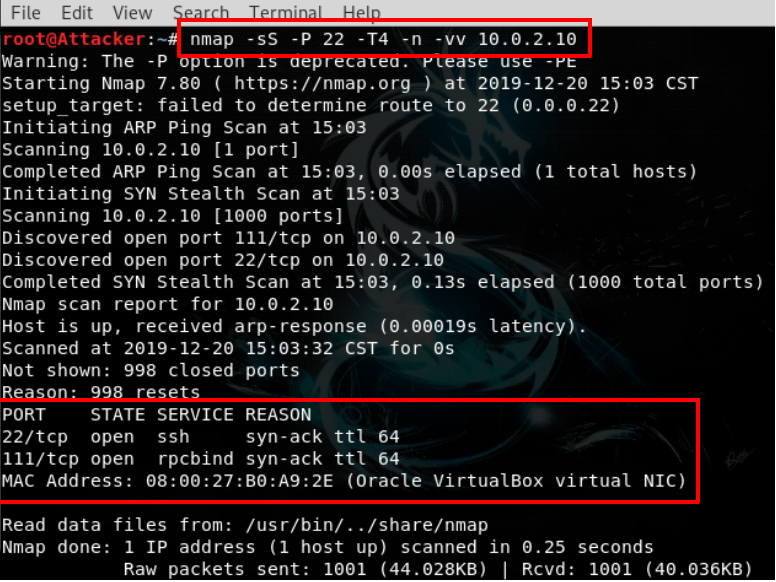 File Edit View Search Terminal Help
root@Attacker:~# nmap -sS -P 22 -T4 -n -vv 10.0.2.10
Warning: The -P option is deprecated. Please use -PE
Starting Nmap 7.80 ( https://nmap.org ) at 2019-12-20 15:03 CST
setup_target: failed to determine route to 22 (0.0.0.22)
Initiating ARP Ping Scan at 15:03
Scanning 10.0.2.10 [1 port]
Completed ARP Ping Scan at 15:03, 0.00s elapsed (1 total hosts)
Initiating SYN Stealth Scan at 15:03
Scanning 10.0.2.10 [1000 ports]
Discovered open port 111/tcp on 10.0.2.10
Discovered open port 22/tcp on 10.0.2.10
Completed SYN Stealth Scan at 15:03, 0.13s elapsed (1000 total ports)
Nmap scan report for 10.0.2.10
Host is up, received arp-response (0.00019s latency).
Scanned at 2019-12-20 15:03:32 CST for 0s
Not shown: 998 closed ports
Reason: 998 resets
PORT    STATE SERVICE REASON
22/tcp  open  ssh     syn-ack ttl 64
111/tcp open  rpcbind syn-ack ttl 64
MAC Address: 08:00:27:B0:A9:2E (Oracle VirtualBox virtual NIC)
Read data files from: /usr/bin/../share/nmap
Nmap done: 1 IP address (1 host up) scanned in 0.25 seconds
Raw packets sent: 1001 (44.028KB) | Rcvd: 1001 (40.036KB)